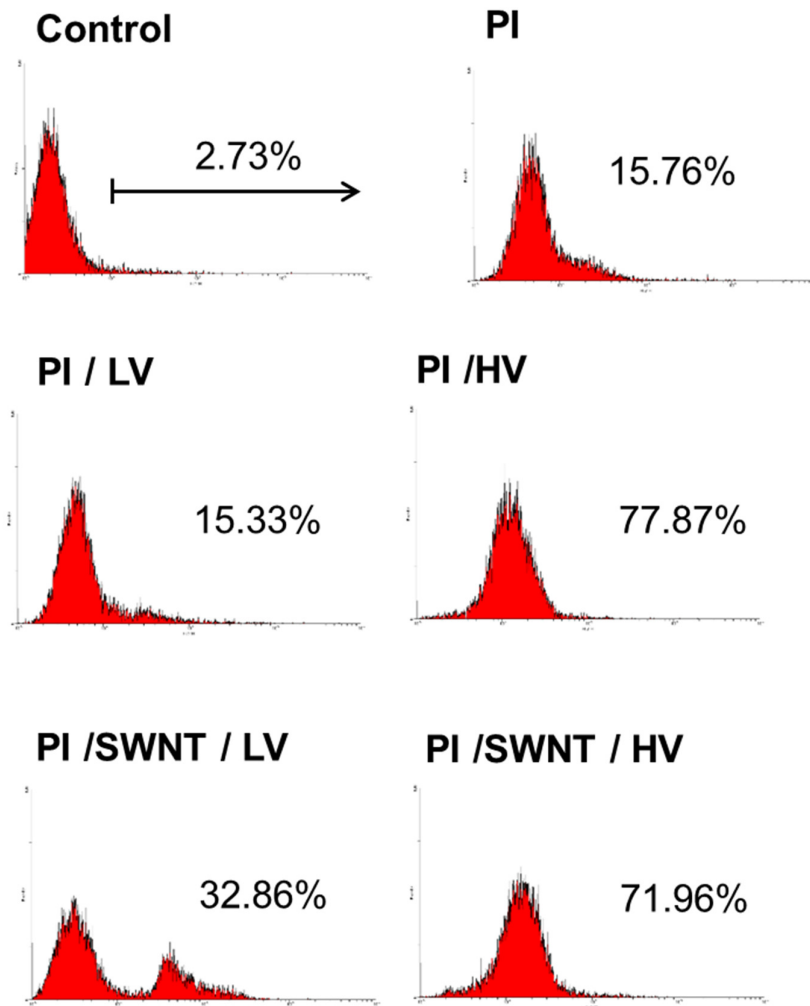 Control
PI
2.73%
15.76%
PI / LV
PI /HV
15.33%
77.87%
PI /SWNT / LV
PI /SWNT / HV
32.86%
71.96%